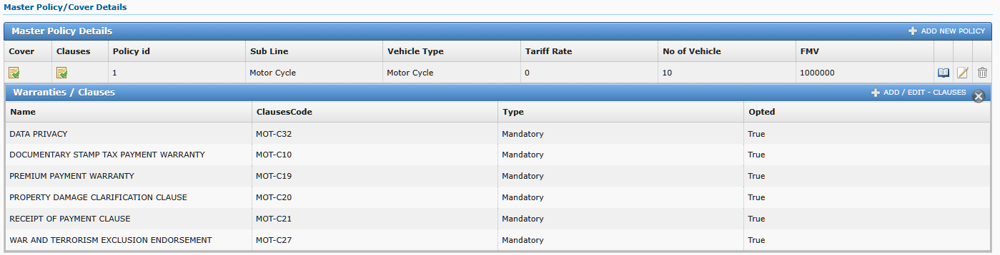 Master Policy/Cover Details
Master Policy Details ADD NEW POLICY
Cover Clauses Policy id Sub Line Vehicle Type Tariff Rate No of Vehicle FMV
1 Motor Cycle Motor Cycle 0 10 1000000
Warranties / Clauses ADD / EDIT - CLAUSES
Name ClausesCode Type Opted
DATA PRIVACY MOT-C32 Mandatory True
DOCUMENTARY STAMP TAX PAYMENT WARRANTY MOT-C10 Mandatory True
PREMIUM PAYMENT WARRANTY MOT-C19 Mandatory True
PROPERTY DAMAGE CLARIFICATION CLAUSE MOT-C20 Mandatory True
RECEIPT OF PAYMENT CLAUSE MOT-C21 Mandatory True
WAR AND TERRORISM EXCLUSION ENDORSEMENT MOT-C27 Mandatory True